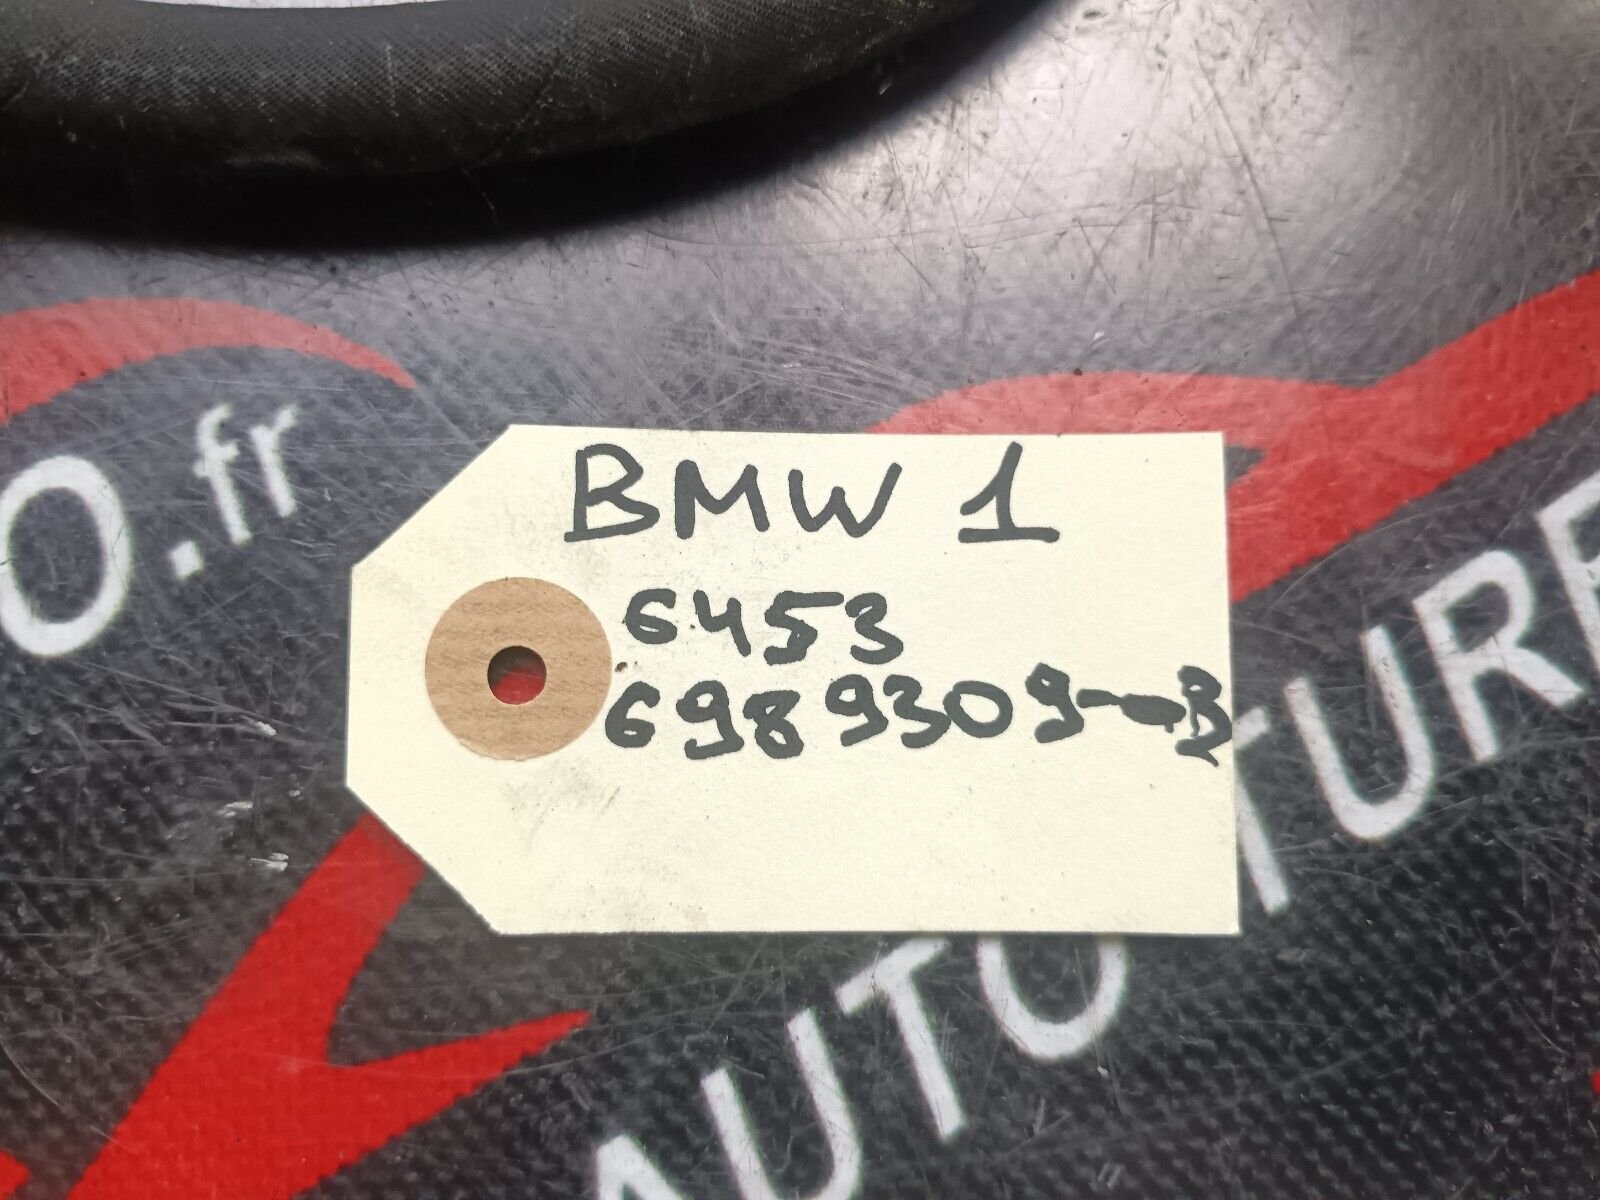 BMW 1
6453
6989309-03
O.fr
AUTO
TURE